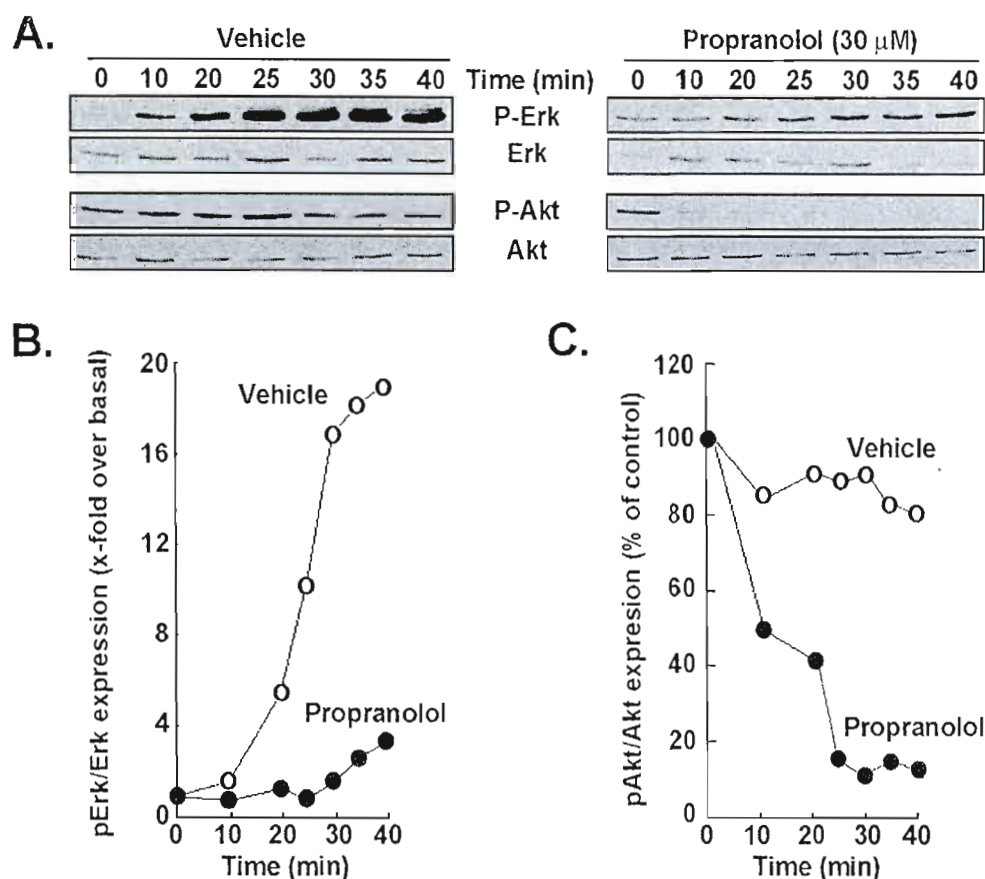 A.
Vehicle
Propranolol (30 μM)
0 10 20 25 30 35 40 Time (min) 0 10 20 25 30 35 40
P-Erk
Erk
P-Akt
Akt
B.
pErk/Erk expression (x-fold over basal)
20
16
12
8
4
0
Vehicle
Propranolol
0 10 20 30 40
Time (min)
C.
pAkt/Akt expresion (% of control)
120
100
80
60
40
20
0
Vehicle
Propranolol
0 10 20 30 40
Time (min)